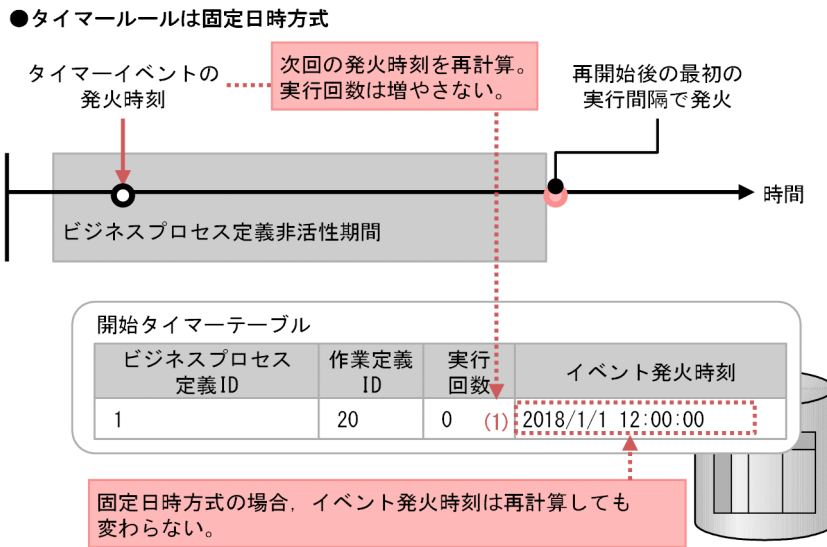 ●タイマールールは固定日時方式
タイマーイベントの
発火時刻
次回の発火時刻を再計算。
実行回数は増やさない。
再開始後の最初の
実行間隔で発火
時間
ビジネスプロセス定義非活性期間
開始タイマーテーブル
ビジネスプロセス
定義ID
作業定義
ID
実行
回数
イベント発火時刻
1
20
0
(1)
2018/1/1 12:00:00
固定日時方式の場合，イベント発火時刻は再計算しても
変わらない。